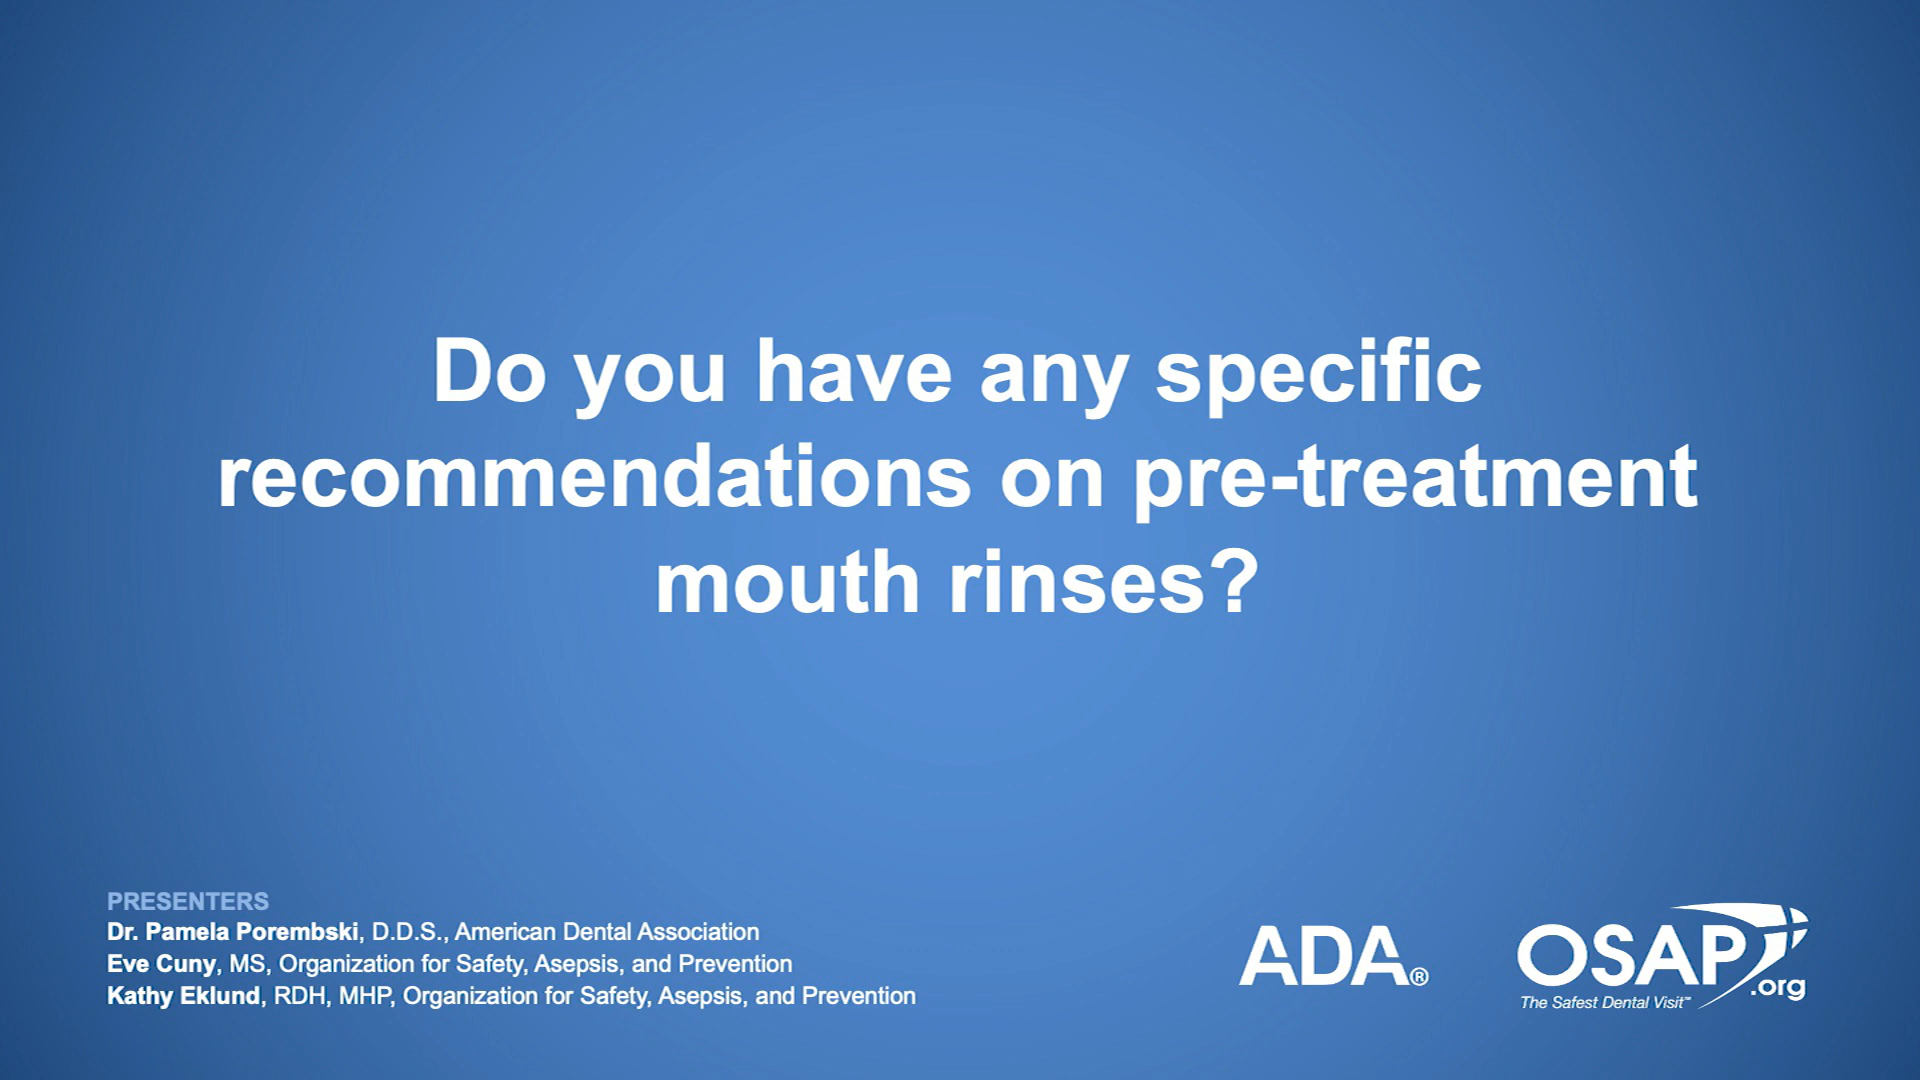 Do you have any specific
recommendations on pre-treatment
mouth rinses?
PRESENTERS
Dr. Pamela Porembski, D.D.S., American Dental Association
Eve Cuny, MS, Organization for Safety, Asepsis, and Prevention
Kathy Eklund, RDH, MHP, Organization for Safety, Asepsis, and Prevention
ADA®
OSAP
.org
The Safest Dental Visit™